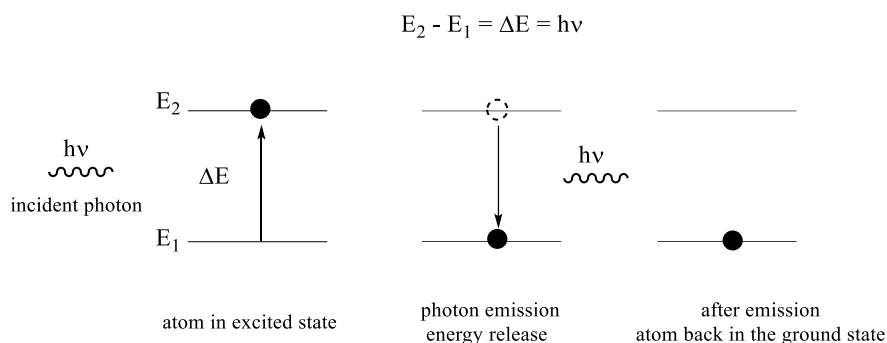 E₂ - E₁ = ΔE = hν
E₂
hν
incident photon
ΔE
E₁
hν
atom in excited state
photon emission
energy release
after emission
atom back in the ground state